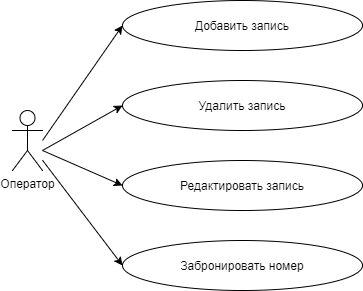 Добавить запись
Удалить запись
Оператор
Редактировать запись
Забронировать номер